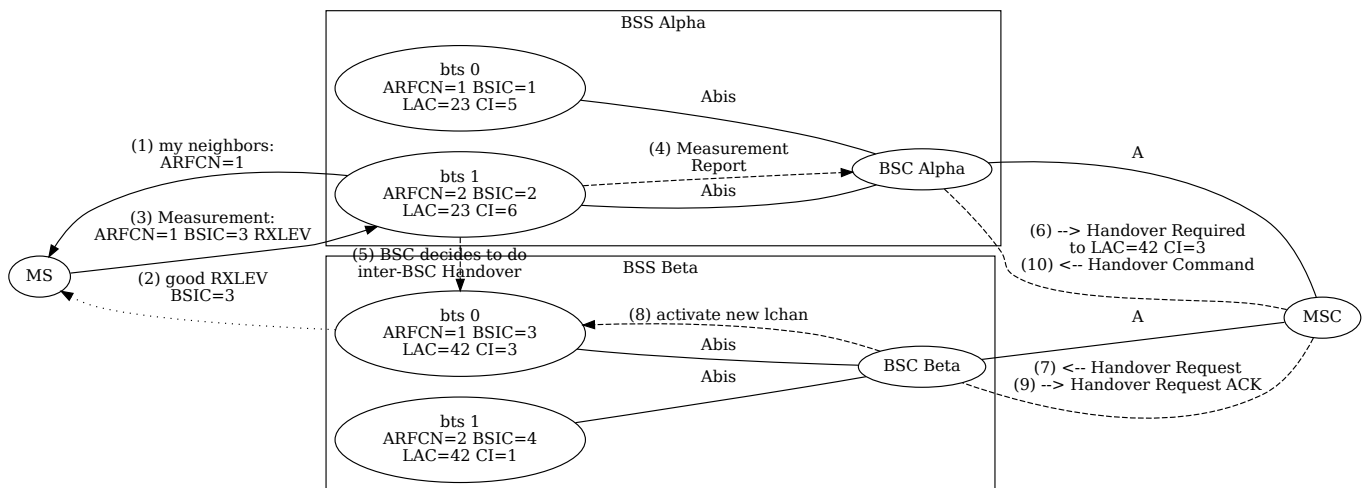 BSS Alpha
bts 0
ARFCN=1 BSIC=1
LAC=23 CI=5
Abis
(1) my neighbors:
ARFCN=1
(4) Measurement
Report
A
bts 1
ARFCN=2 BSIC=2
LAC=23 CI=6
Abis
BSC Alpha
(3) Measurement:
ARFCN=1 BSIC=3 RXLEV
(6) --> Handover Required
to LAC=42 CI=3
(10) <-- Handover Command
(5) BSC decides to do
inter-BSC Handover
MS
(2) good RXLEV
BSIC=3
BSS Beta
bts 0
ARFCN=1 BSIC=3
LAC=42 CI=3
(8) activate new lchan
Abis
A
MSC
BSC Beta
(7) <-- Handover Request
(9) --> Handover Request ACK
Abis
bts 1
ARFCN=2 BSIC=4
LAC=42 CI=1